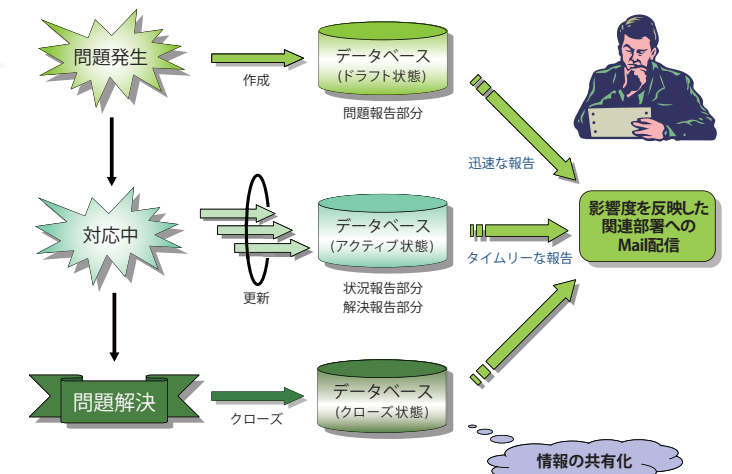 問題発生
作成
データベース
(ドラフト状態)
問題報告部分
迅速な報告
対応中
更新
データベース
(アクティブ状態)
状況報告部分
解決報告部分
タイムリーな報告
影響度を反映した
関連部署への
Mail配信
問題解決
クローズ
データベース
(クローズ状態)
情報の共有化